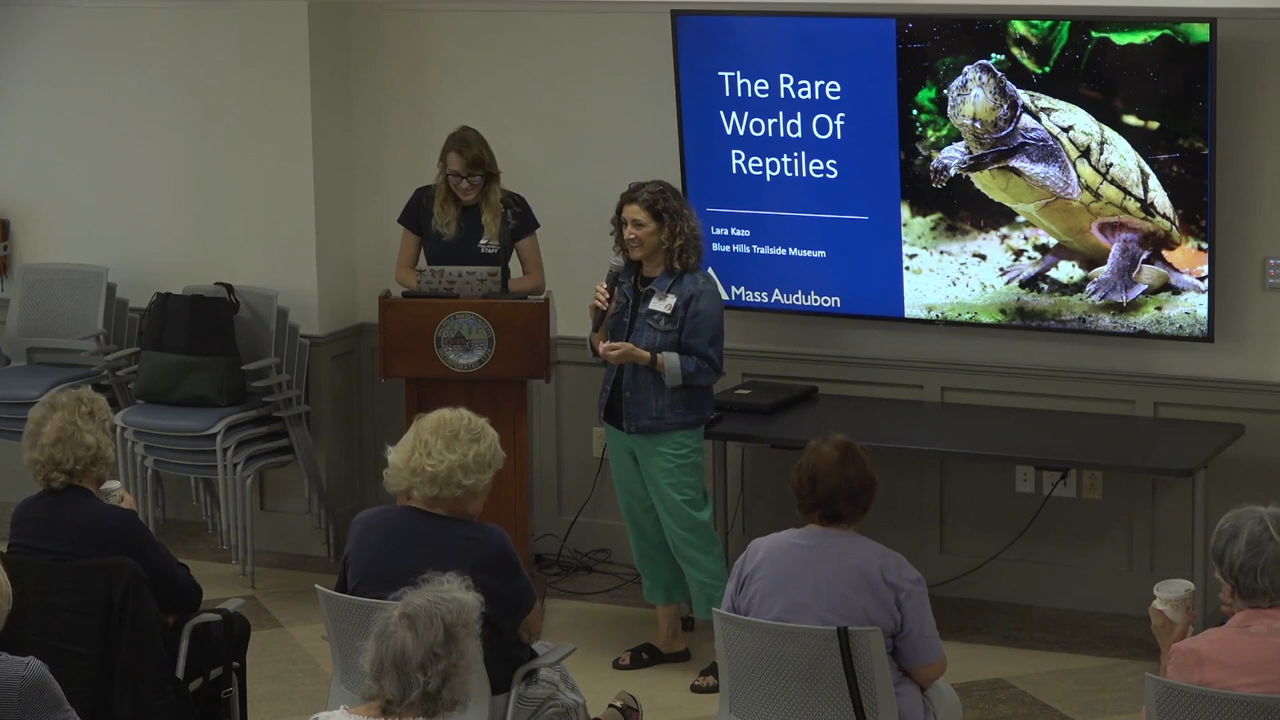 The Rare
World Of
Reptiles
Lara Kazo
Blue Hills Trailside Museum
Mass Audubon
STAFF